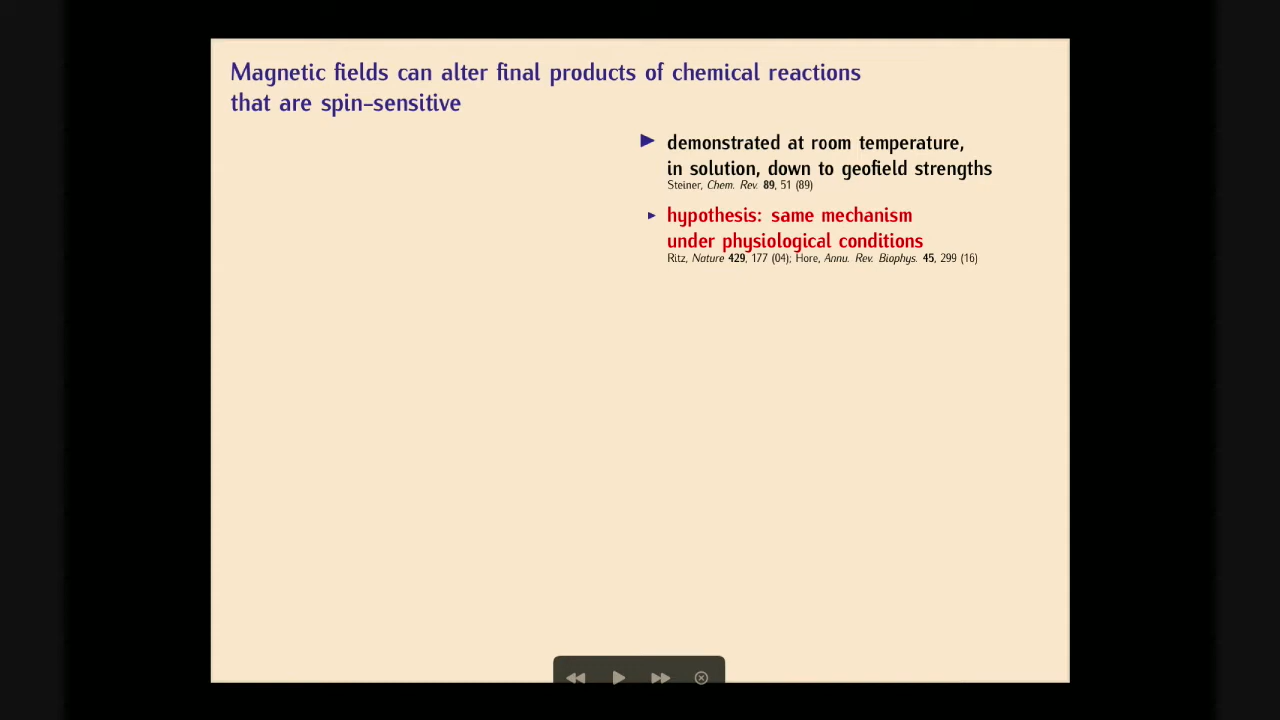 Magnetic fields can alter final products of chemical reactions
that are spin-sensitive
demonstrated at room temperature,
in solution, down to geofield strengths
Steiner, Chem. Rev. 89, 51 (89)
hypothesis: same mechanism
under physiological conditions
Ritz, Nature 429, 177 (04); Hore, Annu. Rev. Biophys. 45, 299 (16)